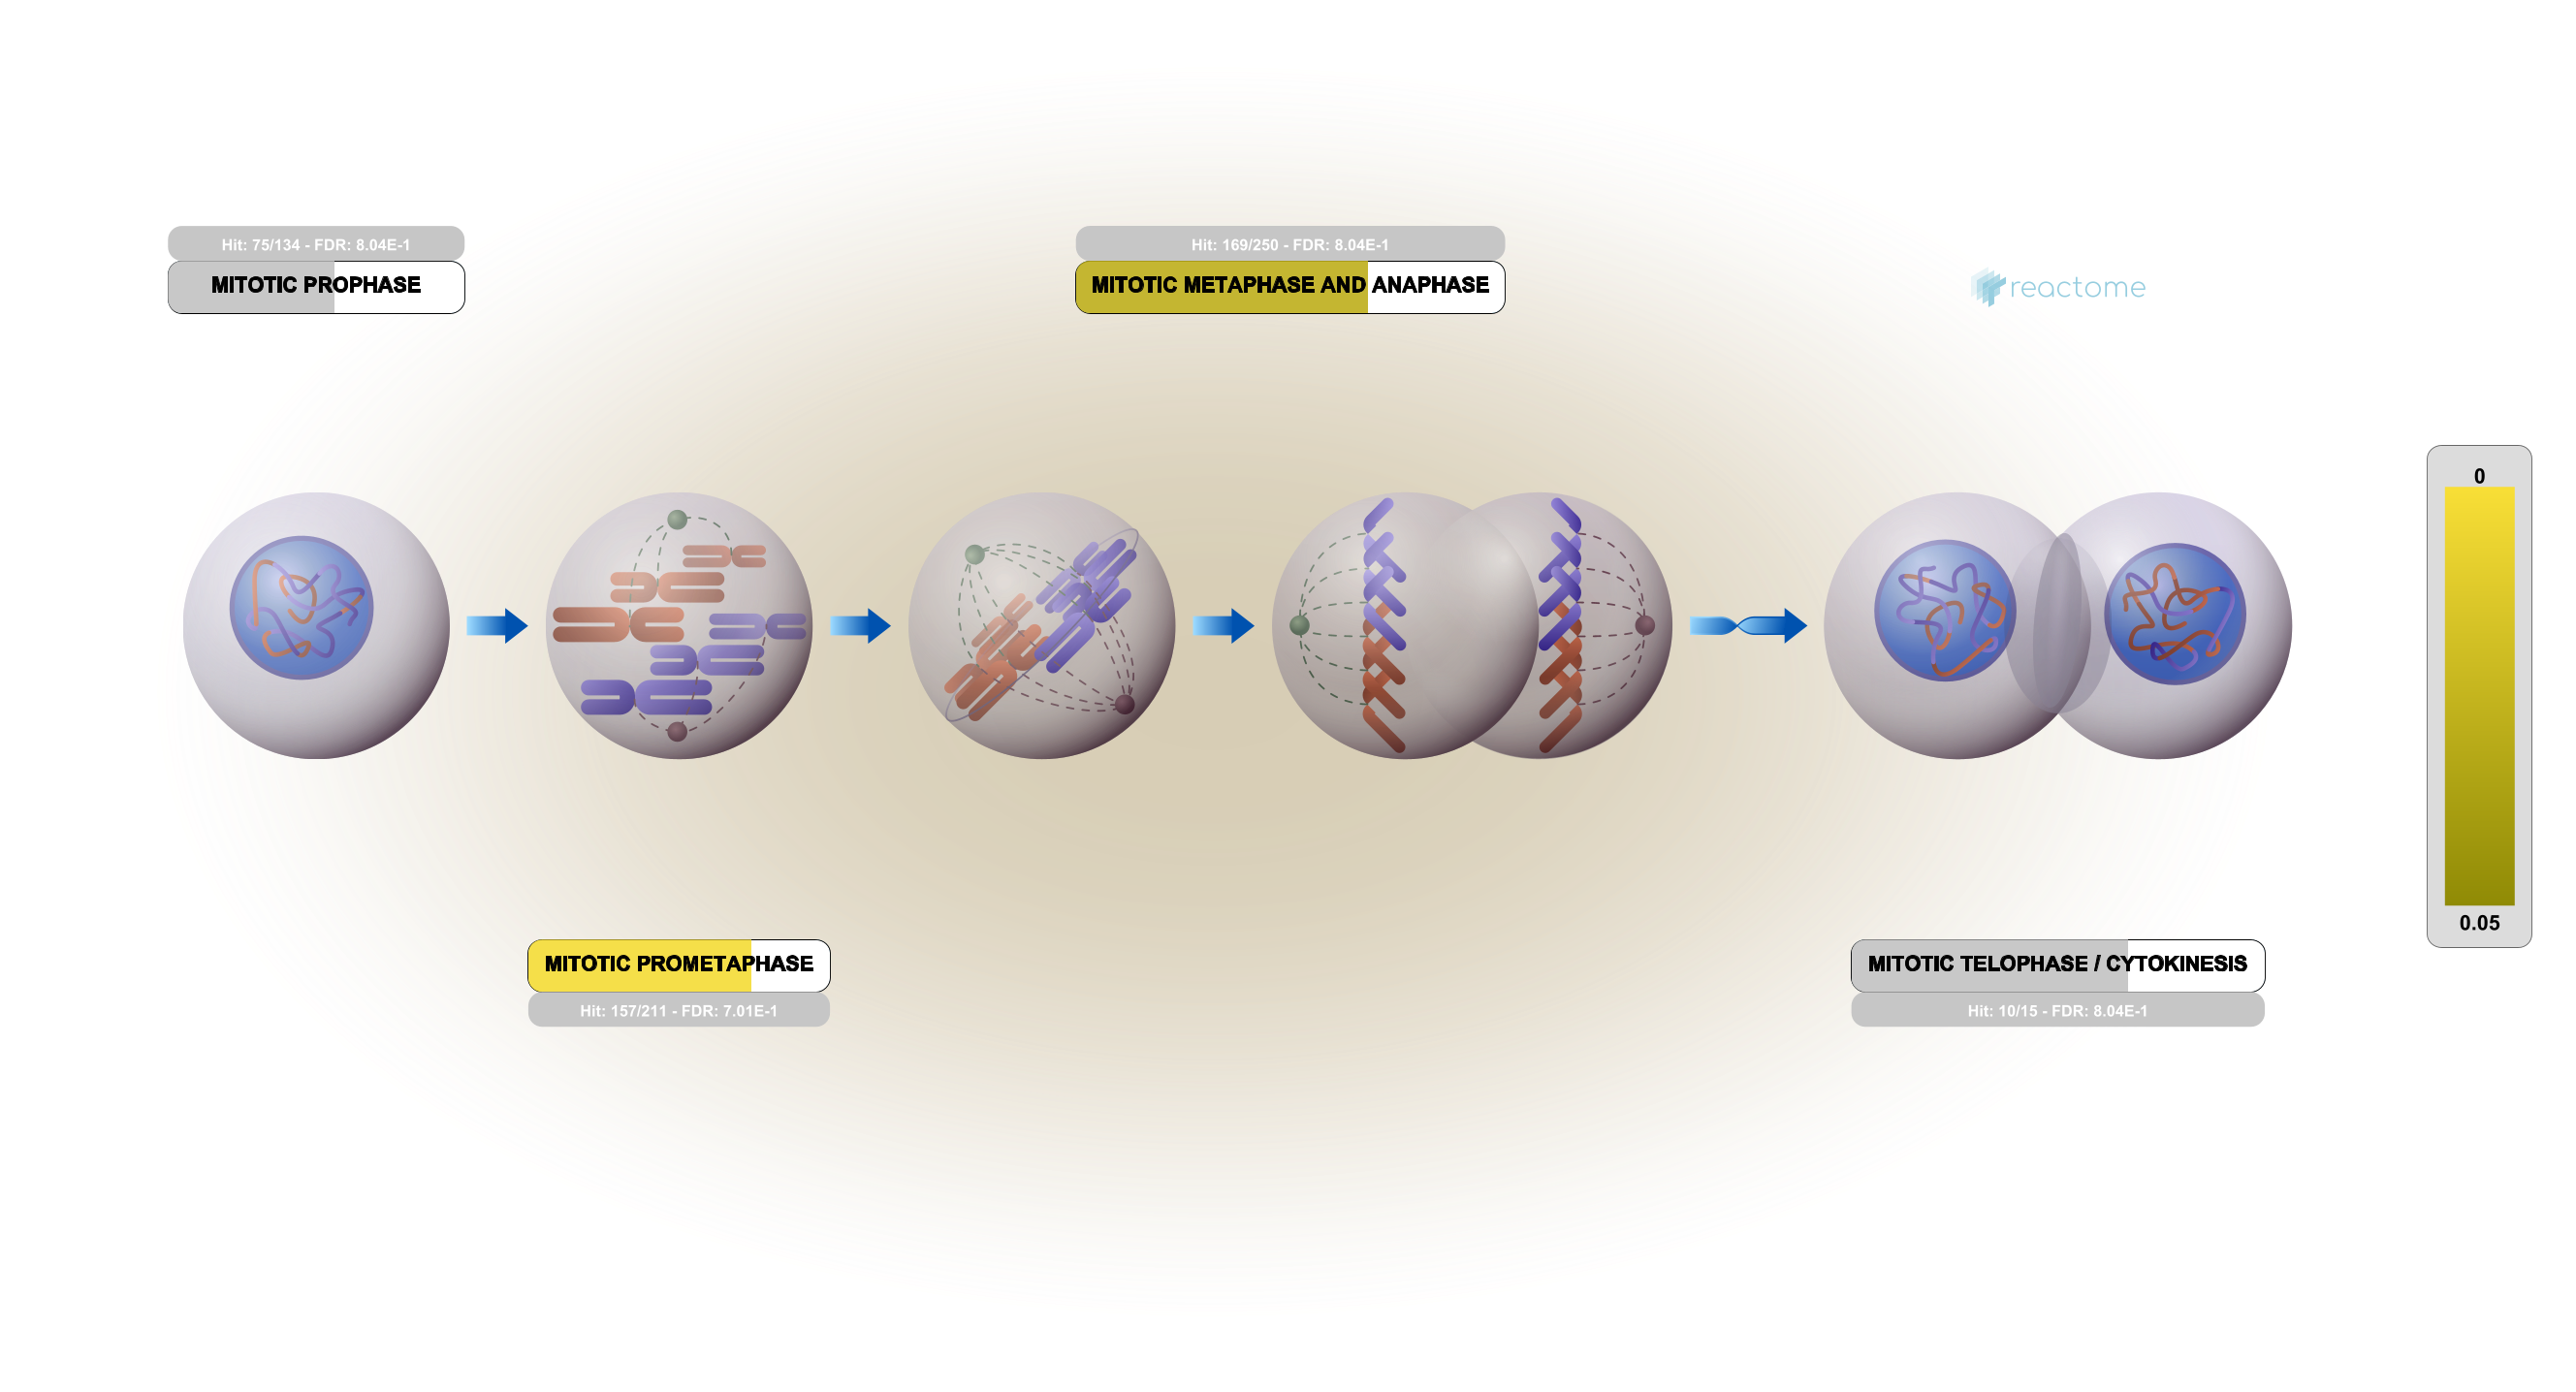 Hit: 75/134 - FDR: 8.04E-1
MITOTIC PROPHASE
Hit: 169/250 - FDR: 8.04E-1
MITOTIC METAPHASE AND ANAPHASE
reactome
0
0.05
MITOTIC PROMETAPHASE
Hit: 157/211 - FDR: 7.01E-1
MITOTIC TELOPHASE / CYTOKINESIS
Hit: 10/15 - FDR: 8.04E-1